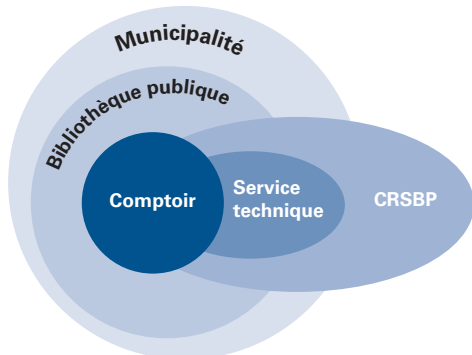 Municipalité
Bibliothèque publique
Comptoir
Service
technique
CRSBP